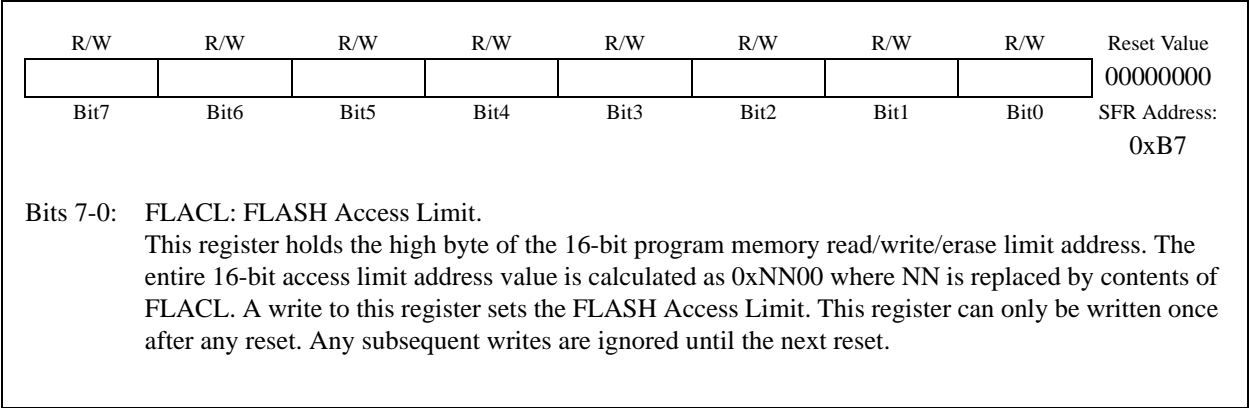 R/W R/W R/W R/W R/W R/W R/W R/W Reset Value
00000000
Bit7 Bit6 Bit5 Bit4 Bit3 Bit2 Bit1 Bit0 SFR Address:
0xB7
Bits 7-0: FLACL: FLASH Access Limit.
This register holds the high byte of the 16-bit program memory read/write/erase limit address. The
entire 16-bit access limit address value is calculated as 0xNN00 where NN is replaced by contents of
FLACL. A write to this register sets the FLASH Access Limit. This register can only be written once
after any reset. Any subsequent writes are ignored until the next reset.